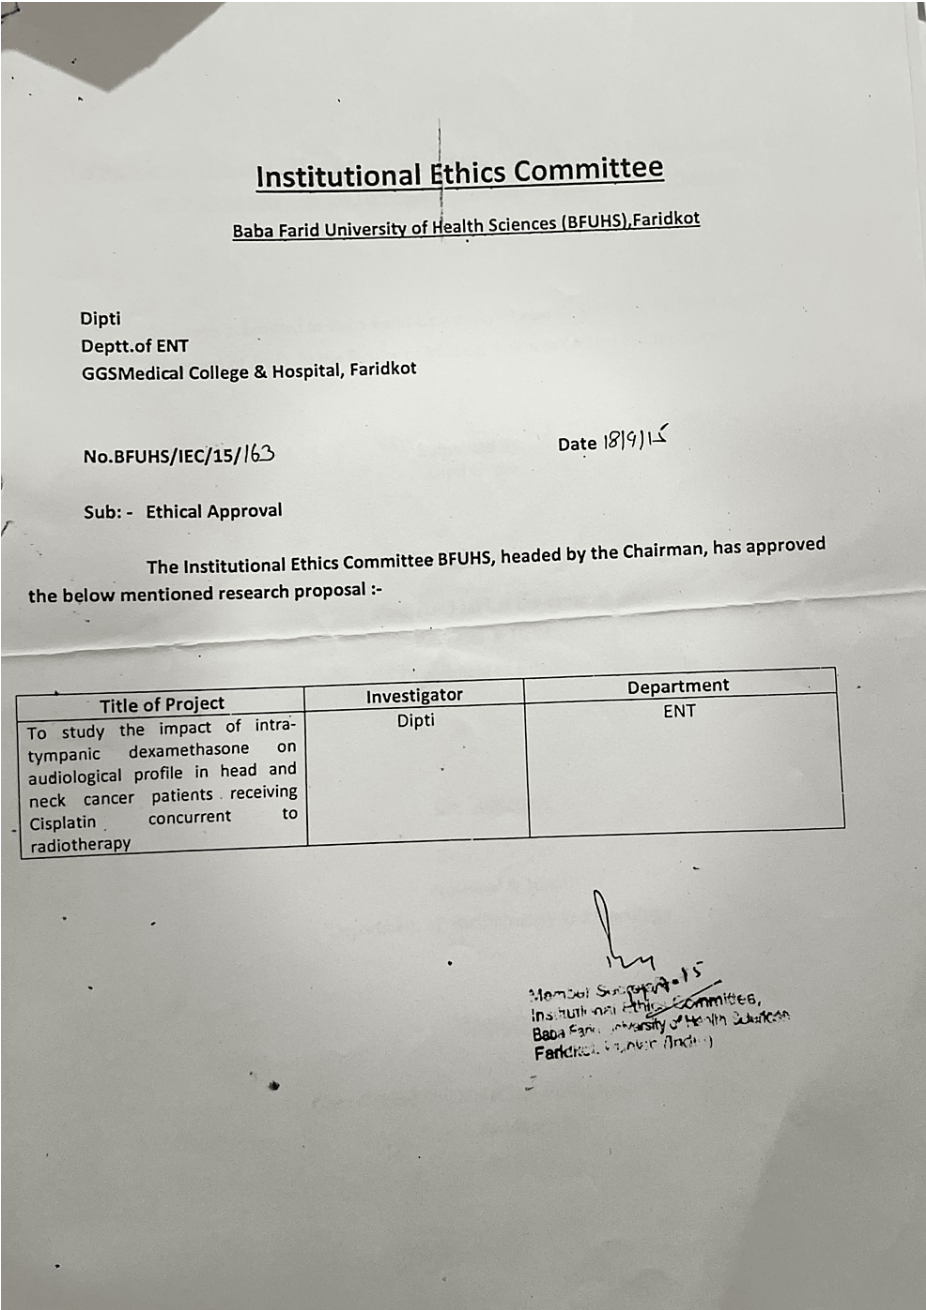 Institutional Ethics Committee
Baba Farid University of Health Sciences (BFUHS),Faridkot
Dipti
Deptt.of ENT
GGSMedical College & Hospital, Faridkot
No.BFUHS/IEC/15/163
Date 18/9/15
Sub: - Ethical Approval
The Institutional Ethics Committee BFUHS, headed by the Chairman, has approved
the below mentioned research proposal :-
Title of Project Investigator Department
To study the impact of intra-
tympanic dexamethasone on
audiological profile in head and
neck cancer patients receiving
Cisplatin concurrent to
radiotherapy
Dipti
ENT
Member
Institutional Ethics Committee,
Baba Farid University of Health Sciences
Faridkot